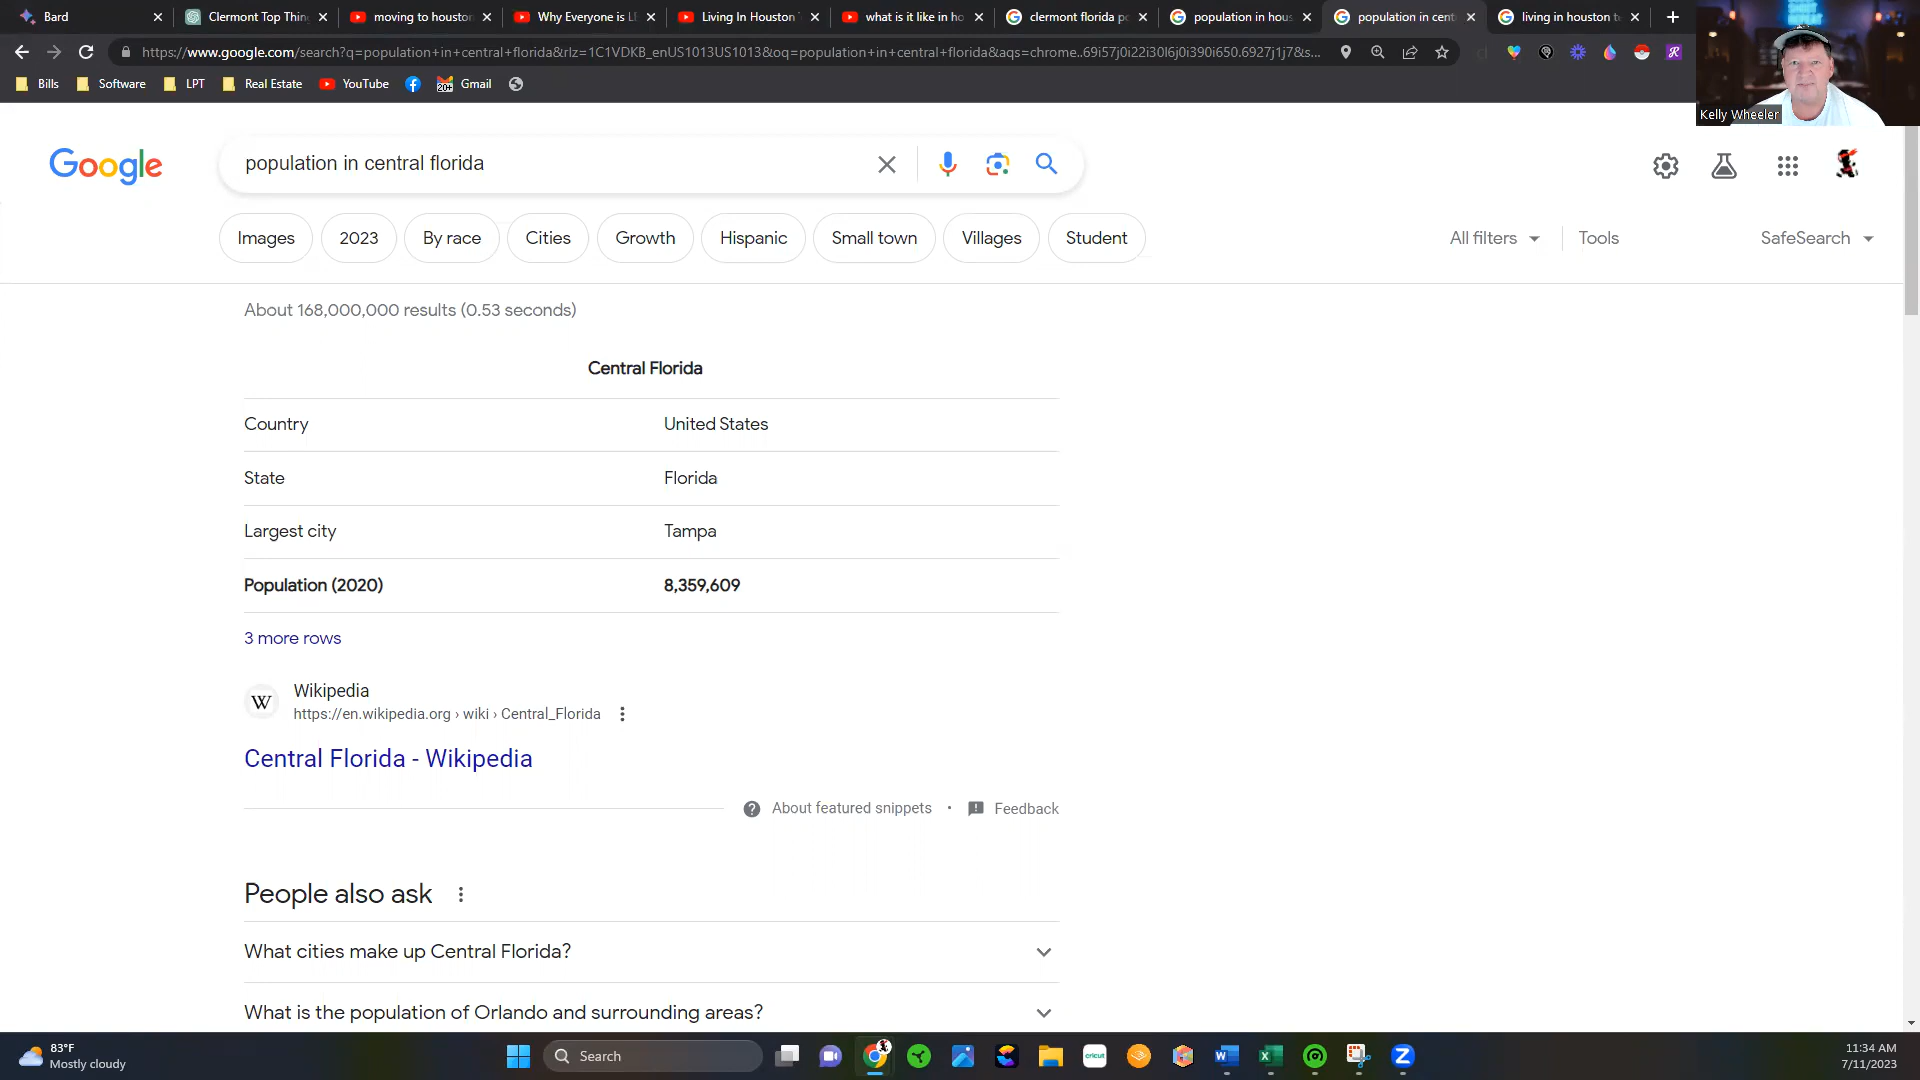 Bard
Clermont Top Thin
moving to houston
Why Everyone is L
Living In Houston
what is it like in ho
clermont florida po
population in hous
population in cent
living in houston t
https://www.google.com/search?q=population+in+central+florida&rlz=1C1VDKB_enUS1013US1013&oq=population+in+central+florida&aqs=chrome..69i57j0i22i30l6j0i390i650.6927j1j7&s...
Bills
Software
LPT
Real Estate
YouTube
20+
Gmail
Kelly Wheeler
Google
population in central florida
Images
2023
By race
Cities
Growth
Hispanic
Small town
Villages
Student
All filters
Tools
SafeSearch
About 168,000,000 results (0.53 seconds)
Central Florida
Country United States
State Florida
Largest city Tampa
Population (2020) 8,359,609
3 more rows
W
Wikipedia
https://en.wikipedia.org › wiki › Central_Florida
Central Florida - Wikipedia
About featured snippets • Feedback
People also ask
What cities make up Central Florida?
What is the population of Orlando and surrounding areas?
83°F
Mostly cloudy
Search
cricut
11:34 AM
7/11/2023